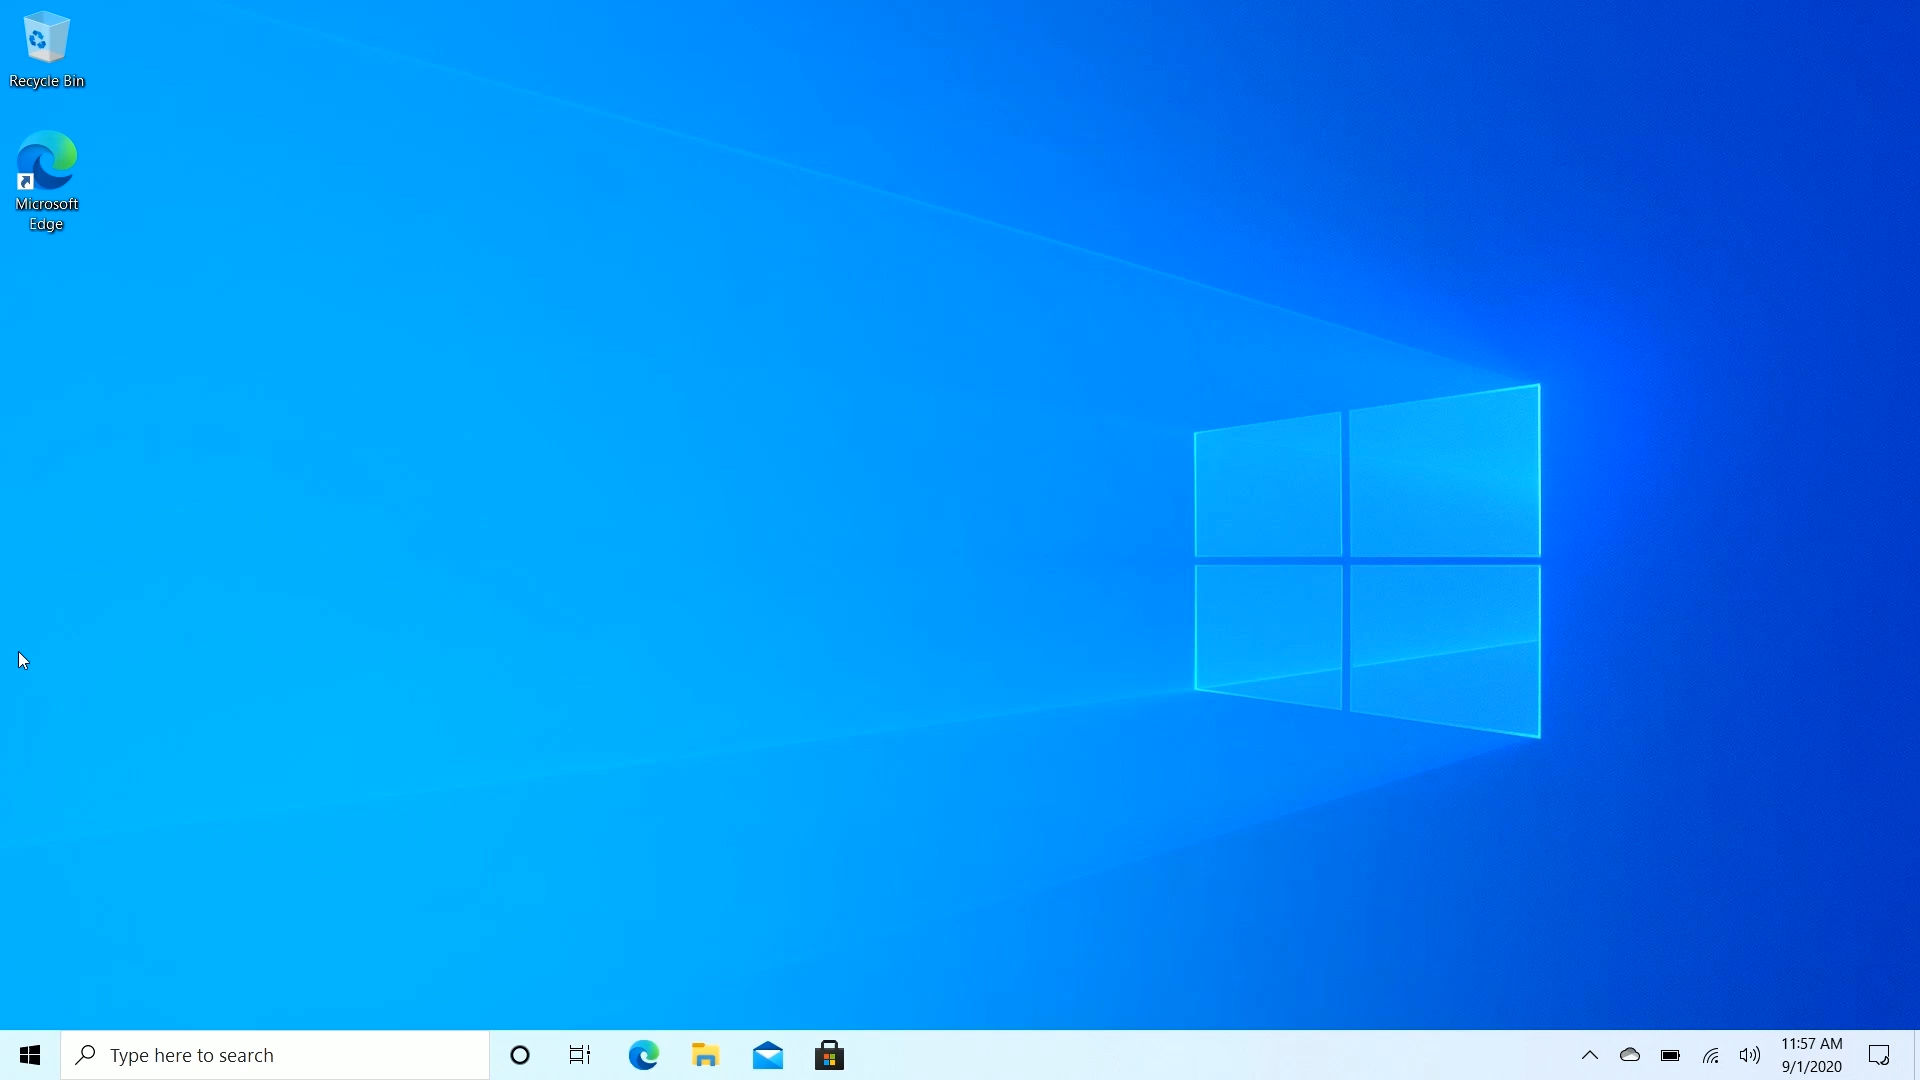 Recycle Bin
Microsoft
Edge
Type here to search
11:57 AM
9/1/2020